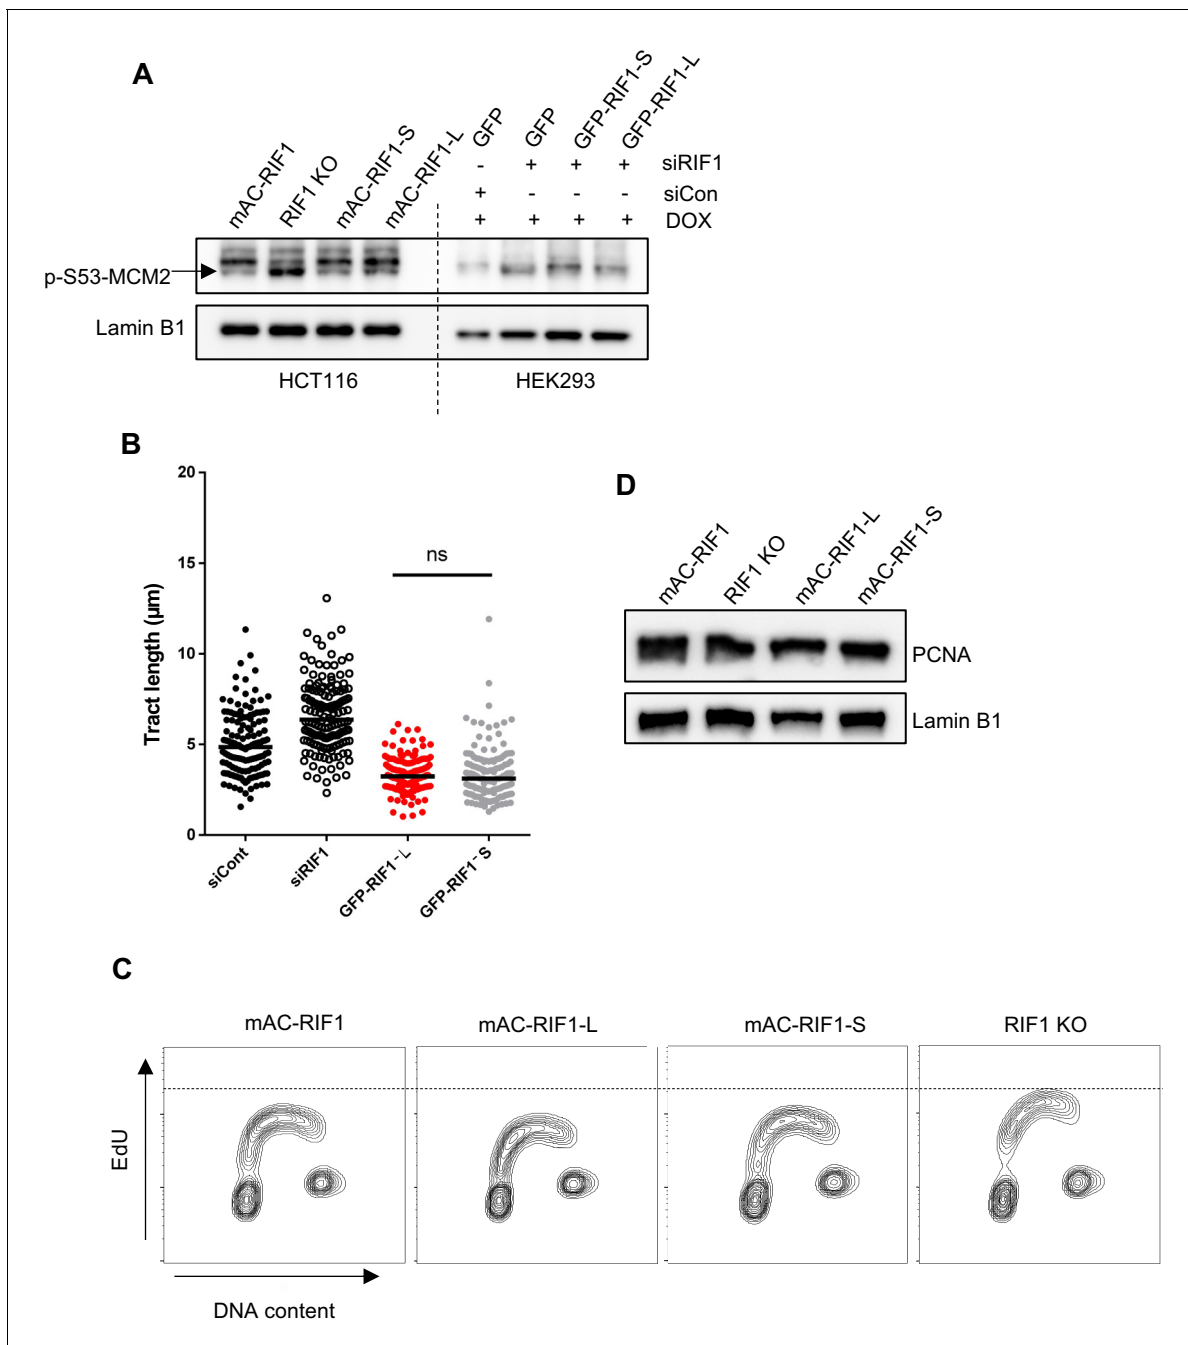 A
mAC-RIF1
RIF1 KO
mAC-RIF1-S
mAC-RIF1-L
GFP
GFP
GFP-RIF1-S
GFP-RIF1-L
- + + + siRIF1
+ - - - siCon
+ + + + DOX
p-S53-MCM2
Lamin B1
HCT116 HEK293
B
20
15
10
5
0
Tract length (µm)
ns
siCont
siRIF1
GFP-RIF1-L
GFP-RIF1-S
D
mAC-RIF1
RIF1 KO
mAC-RIF1-L
mAC-RIF1-S
PCNA
Lamin B1
C
mAC-RIF1 mAC-RIF1-L mAC-RIF1-S RIF1 KO
EdU
DNA content